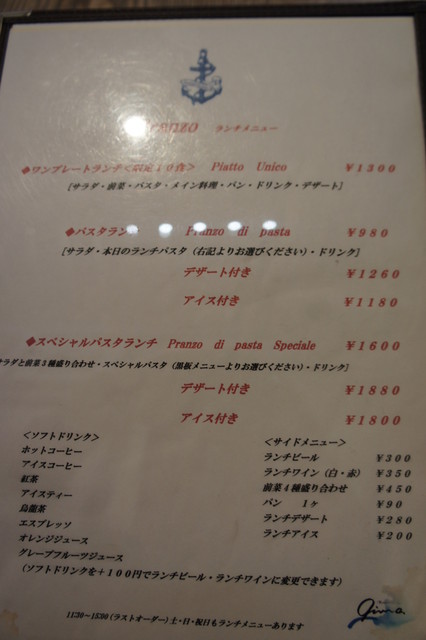 ランチメニュー
◆ワンプレートランチ<限定10食> Piatto Unico ￥1300
[サラダ・前菜・パスタ・メイン料理・パン・ドリンク・デザート]
◆パスタラン Pranzo di pasta ￥980
[サラダ・本日のランチパスタ（右記よりお選びください）・ドリンク]
デザート付き ￥1260
アイス付き ￥1180
◆スペシャルパスタランチ Pranzo di pasta Speciale ￥1600
サラダと前菜3種盛り合わせ・スペシャルパスタ（黒板メニューよりお選びください）・ドリンク]
デザート付き ￥1880
アイス付き ￥1800
<ソフトドリンク>
ホットコーヒー
アイスコーヒー
紅茶
アイスティー
烏龍茶
エスプレッソ
オレンジジュース
グレープフルーツジュース
<サイドメニュー>
ランチビール ￥300
ランチワイン（白・赤） ￥350
前菜4種盛り合わせ ￥450
パン 1ヶ ￥90
ランチデザート ￥280
ランチアイス ￥200
（ソフトドリンクを＋100円でランチビール・ランチワインに変更できます）
11:30～15:00（ラストオーダー）土・日・祝日もランチメニューあります